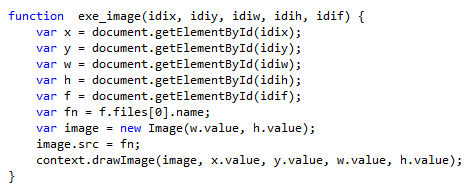 function  exe_image(idix, idiy, idiw, idih, idif) {
    var x = document.getElementById(idix);
    var y = document.getElementById(idiy);
    var w = document.getElementById(idiw);
    var h = document.getElementById(idih);
    var f = document.getElementById(idif);
    var fn = f.files[0].name;
    var image = new Image(w.value, h.value);
    image.src = fn;
    context.drawImage(image, x.value, y.value, w.value, h.value);
}